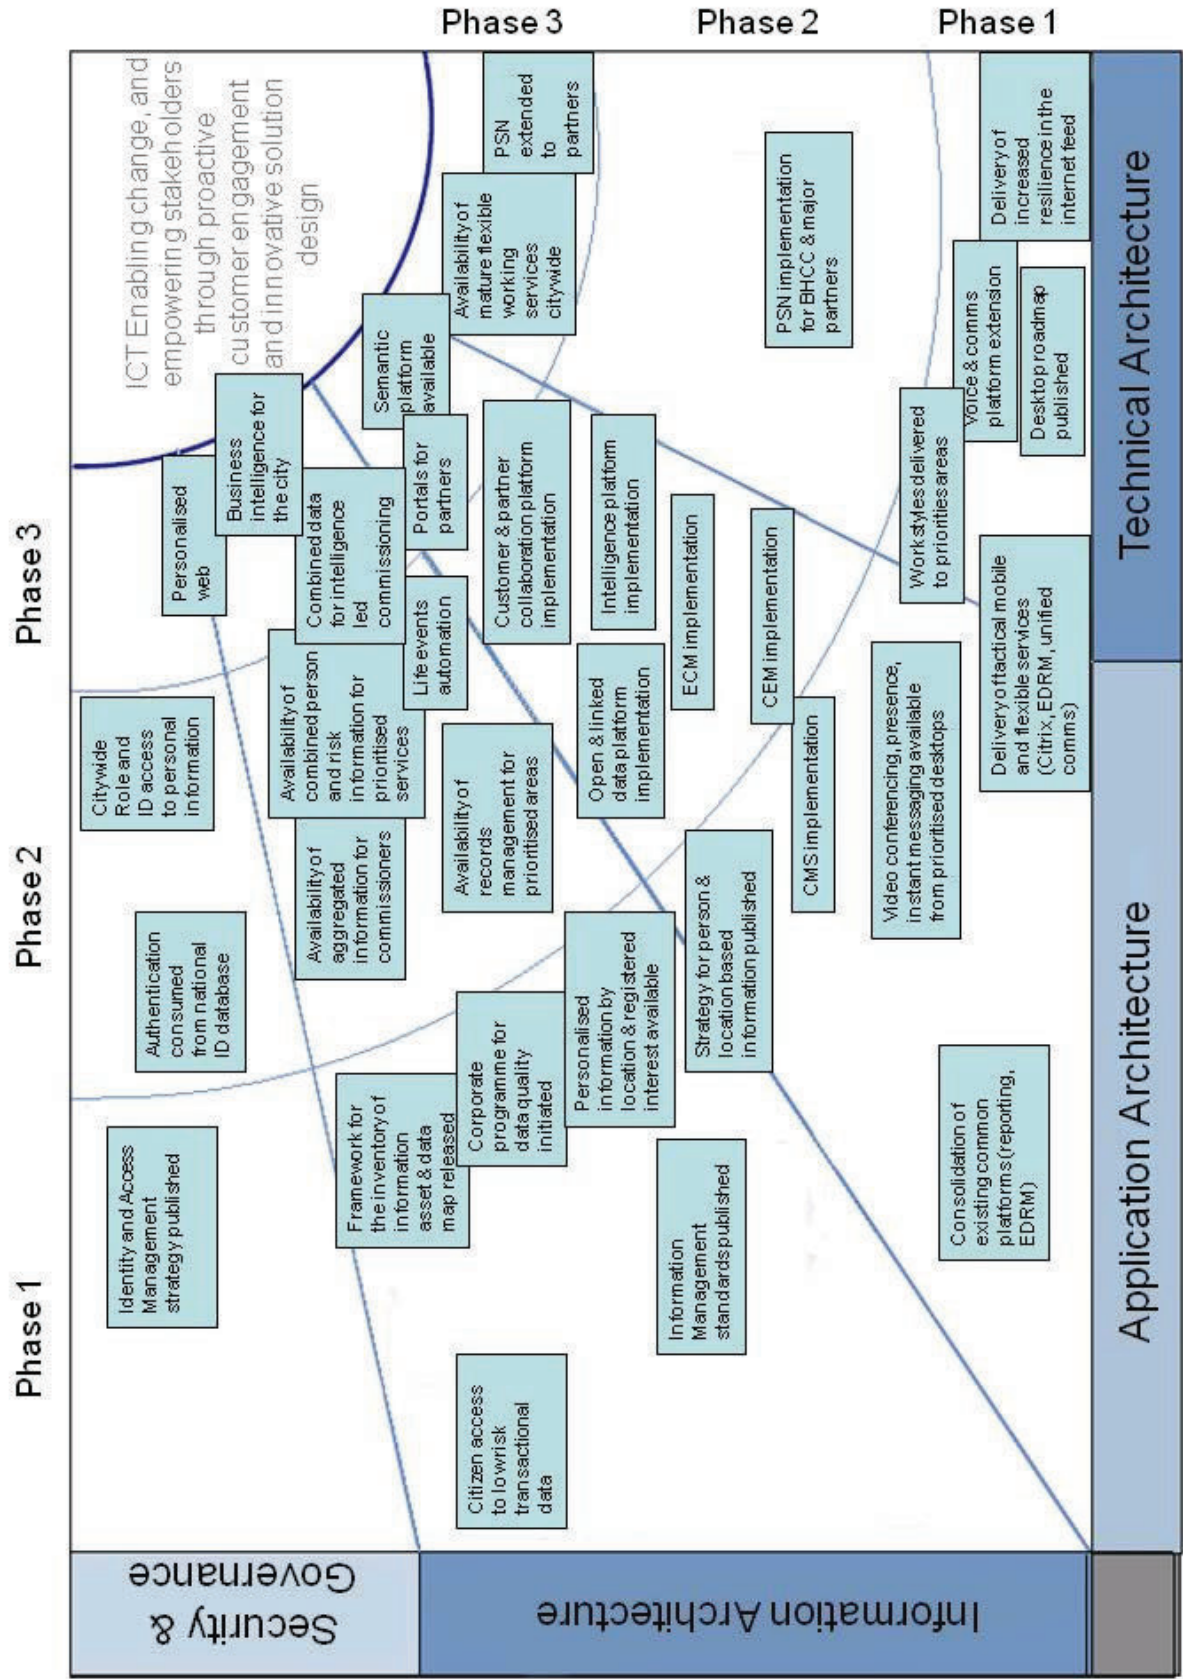 Phase 1
Phase 2
Phase 3
ICT Enabling change, and
empowering stakeholders
through proactive
customer engagement
and innovative solution
design
Security &
Governance
Identity and Access
Management
strategy published
Authentication
consumed
from national
ID database
Citywide
Role and
ID access
to personal
information
Personalised
web
Business
intelligence for
the city
Information Architecture
Citizen access
to low risk
transactional
data
Framework for
the inventory of
information
asset & data
map released
Corporate
programme for
data quality
initiated
Information
Management
standards published
Personalised
information by
location & registered
interest available
Strategy for person &
location based
information published
Availability of
aggregated
information for
commissioners
Availability of
combined person
and risk
information for
prioritised
services
Combined data
for intelligence
led
commissioning
Availability of
records
management for
prioritised areas
Life events
automation
Portals for
partners
Semantic
platform
available
Open & linked
data platform
implementation
Customer & partner
collaboration platform
implementation
Intelligence platform
implementation
ECM implementation
CEM implementation
CMS implementation
Video conferencing, presence,
instant messaging available
from prioritised desktops
Consolidation of
existing common
platforms (reporting,
EDRM)
Delivery of tactical mobile
and flexible services
(Citrix, EDRM, unified
comms)
Workstyles delivered
to priorities areas
Voice & comms
platform extension
Desktop roadmap
published
Delivery of
increased
resilience in the
internet feed
PSN implementation
for BHCC & major
partners
Availability of
mature flexible
working
services
citywide
PSN
extended
to
partners
Phase 3
Phase 2
Phase 1
Application Architecture
Technical Architecture